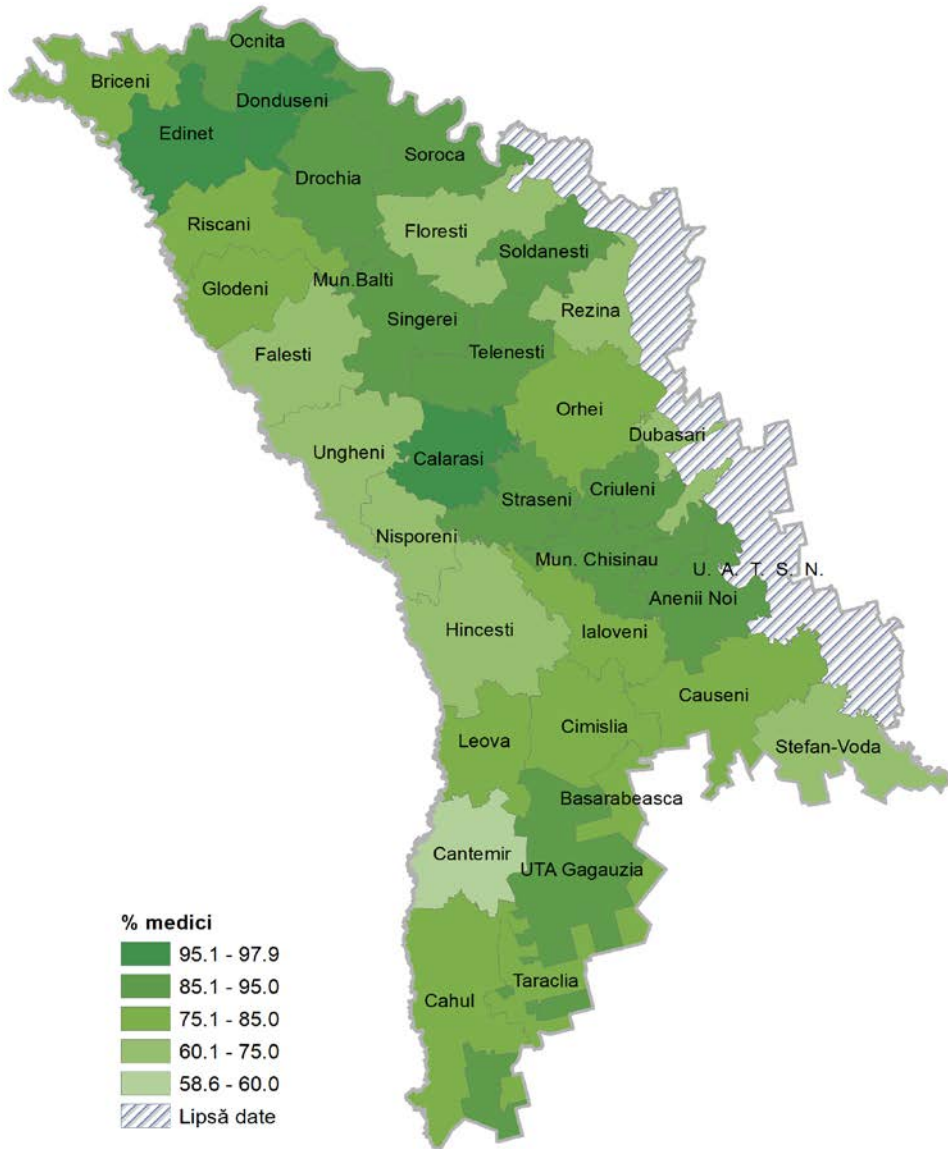 Ocnita
Briceni
Donduseni
Edinet
Soroca
Drochia
Riscani
Floresti
Soldanesti
Mun.Balti
Glodeni
Rezina
Singerei
Falesti
Telenesti
Orhei
Dubasari
Ungheni
Calarasi
Criuleni
Straseni
Nisporeni
Mun. Chisinau
U. A. T. S. N.
Anenii Noi
Hincesti
Ialoveni
Causeni
Cimislia
Leova
Stefan-Voda
Basarabeasca
Cantemir
UTA Gagauzia
Taraclia
Cahul
% medici
95.1 - 97.9
85.1 - 95.0
75.1 - 85.0
60.1 - 75.0
58.6 - 60.0
Lipsă date